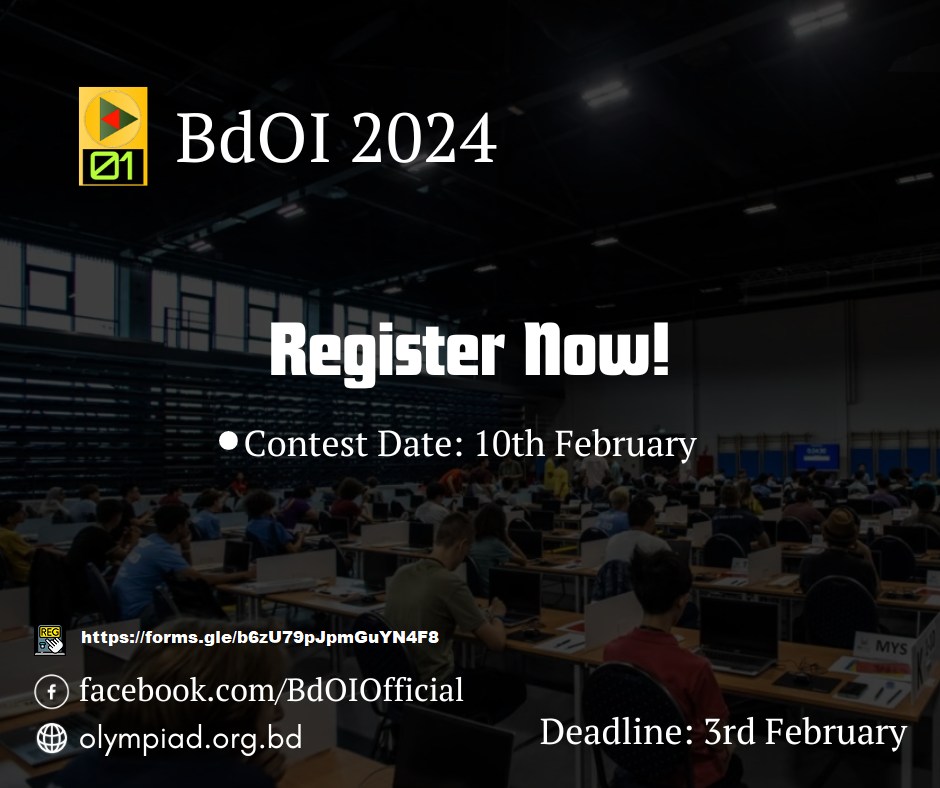 BdOI 2024
01
Register Now!
Contest Date: 10th February
REG
https://forms.gle/b6zU79pJpmGuYN4F8
facebook.com/BdOIOfficial
olympiad.org.bd
Deadline: 3rd February
MYS